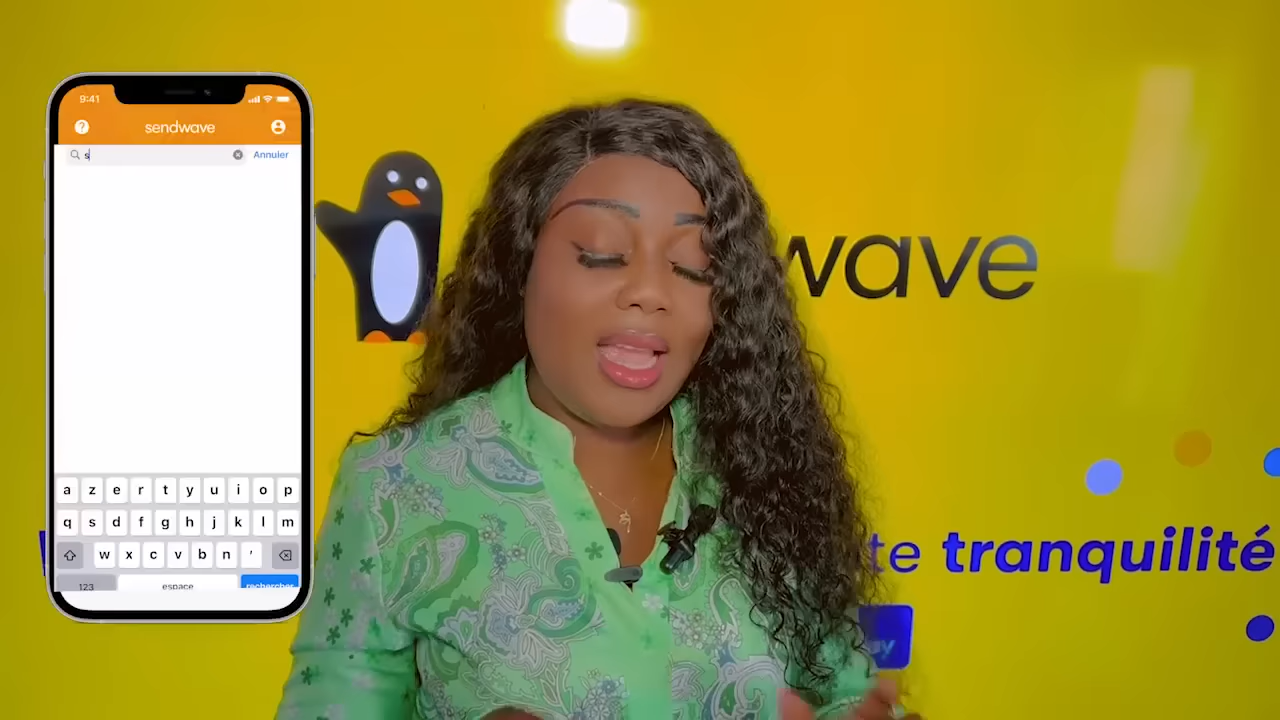 9:41
sendwave
s
Annuler
a z e r t y u i o p
q s d f g h j k l m
w x c v b n '
123 espace rechercher
wave
te tranquilité